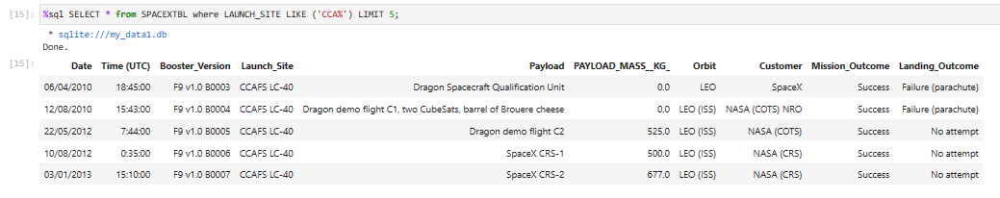 [15]: %sql SELECT * from SPACEXTBL where LAUNCH_SITE LIKE ('CCA%') LIMIT 5;
* sqlite:///my_data1.db
Done.
[15]: Date Time (UTC) Booster_Version Launch_Site Payload PAYLOAD_MASS__KG_ Orbit Customer Mission_Outcome Landing_Outcome
06/04/2010 18:45:00 F9 v1.0 B0003 CCAFS LC-40 Dragon Spacecraft Qualification Unit 0.0 LEO SpaceX Success Failure (parachute)
12/08/2010 15:43:00 F9 v1.0 B0004 CCAFS LC-40 Dragon demo flight C1, two CubeSats, barrel of Brouere cheese 0.0 LEO (ISS) NASA (COTS) NRO Success Failure (parachute)
22/05/2012 7:44:00 F9 v1.0 B0005 CCAFS LC-40 Dragon demo flight C2 525.0 LEO (ISS) NASA (COTS) Success No attempt
10/08/2012 0:35:00 F9 v1.0 B0006 CCAFS LC-40 SpaceX CRS-1 500.0 LEO (ISS) NASA (CRS) Success No attempt
03/01/2013 15:10:00 F9 v1.0 B0007 CCAFS LC-40 SpaceX CRS-2 677.0 LEO (ISS) NASA (CRS) Success No attempt